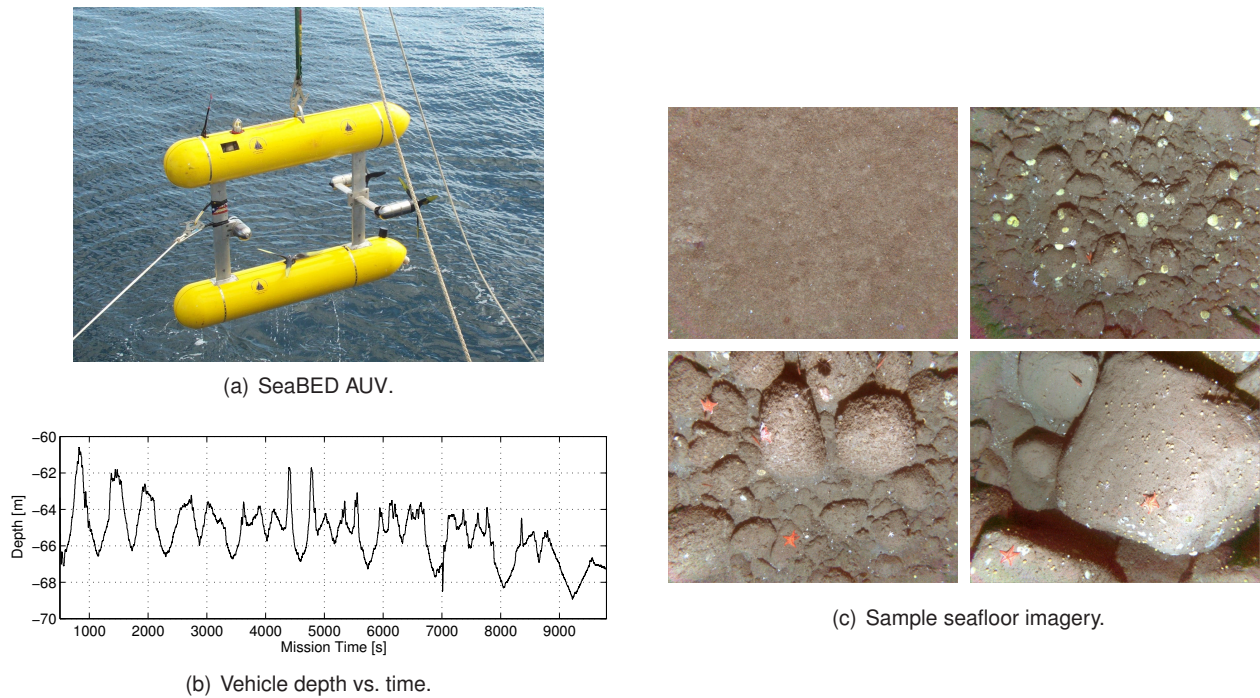 (a) SeaBED AUV.
−60
−62
−64
−66
−68
−70
Depth [m]
1000 2000 3000 4000 5000 6000 7000 8000 9000
Mission Time [s]
(b) Vehicle depth vs. time.
(c) Sample seafloor imagery.